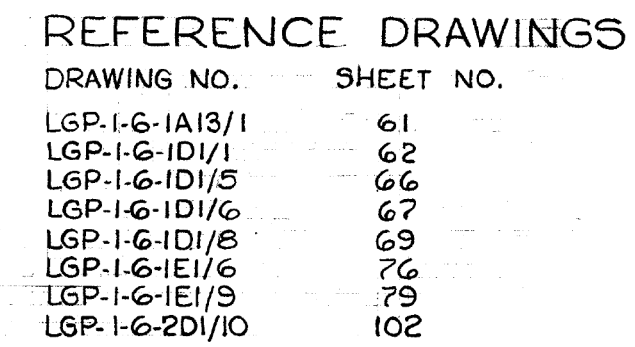 REFERENCE DRAWINGS
DRAWING NO. SHEET NO.
LGP-1-6-1A13/1 61
LGP-1-6-1D1/1 62
LGP-1-6-1D1/5 66
LGP-1-6-1D1/6 67
LGP-1-6-1D1/8 69
LGP-1-6-1E1/6 76
LGP-1-6-1E1/9 79
LGP-1-6-2D1/10 102